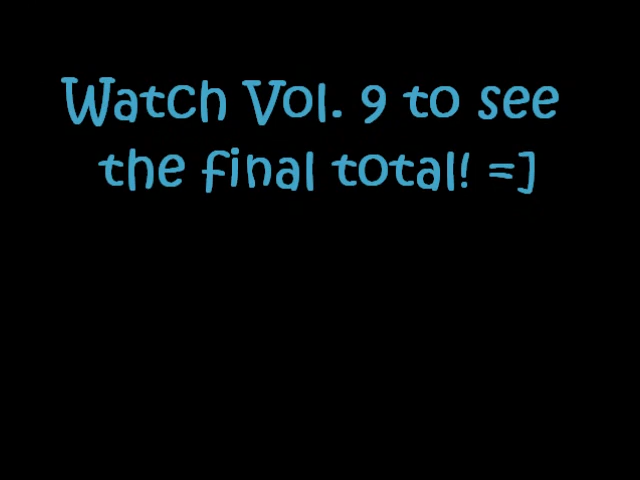 Watch Vol. 9 to see
the final total! =]